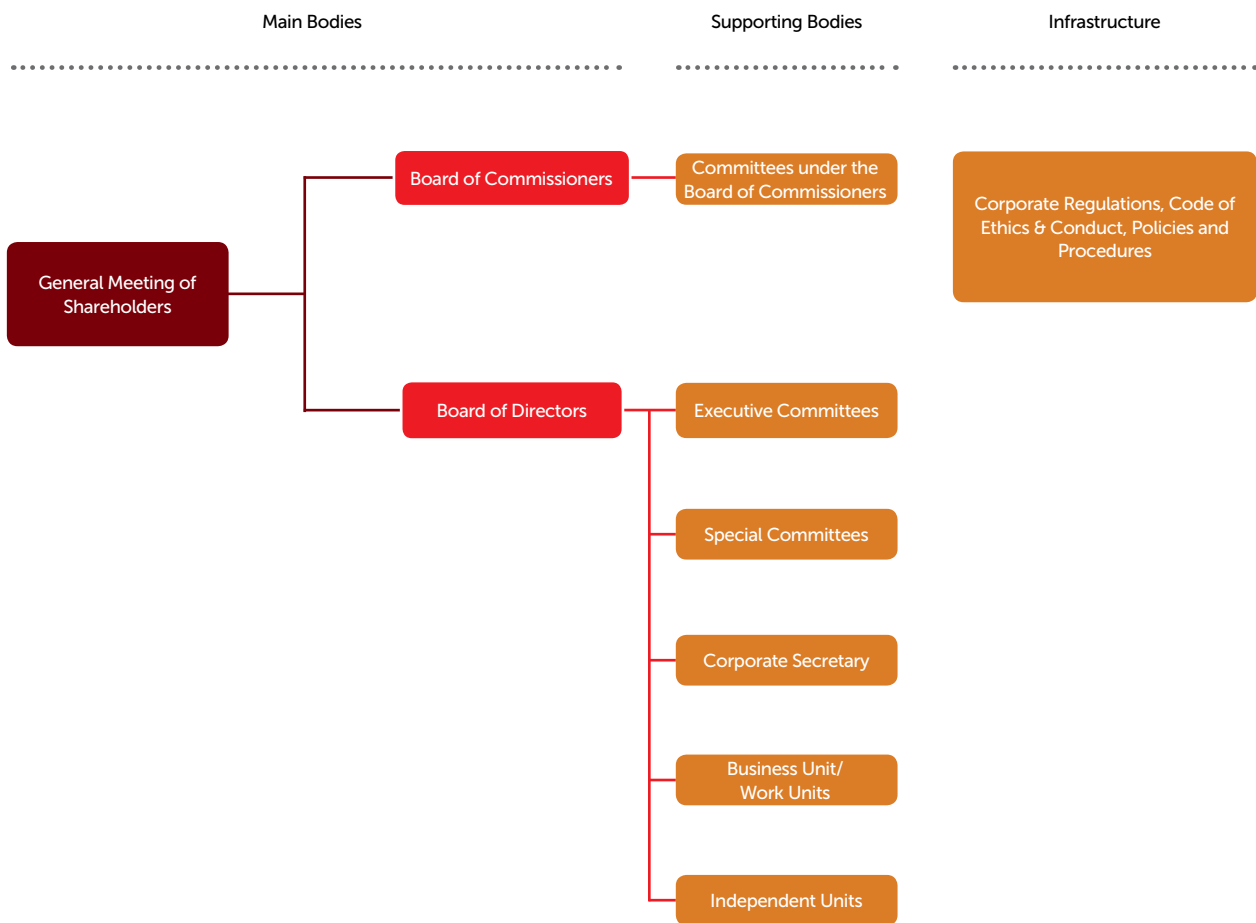 Main Bodies
Supporting Bodies
Infrastructure
Board of Commissioners
Committees under the
Board of Commissioners
Corporate Regulations, Code of
Ethics & Conduct, Policies and
Procedures
General Meeting of
Shareholders
Board of Directors
Executive Committees
Special Committees
Corporate Secretary
Business Unit/
Work Units
Independent Units